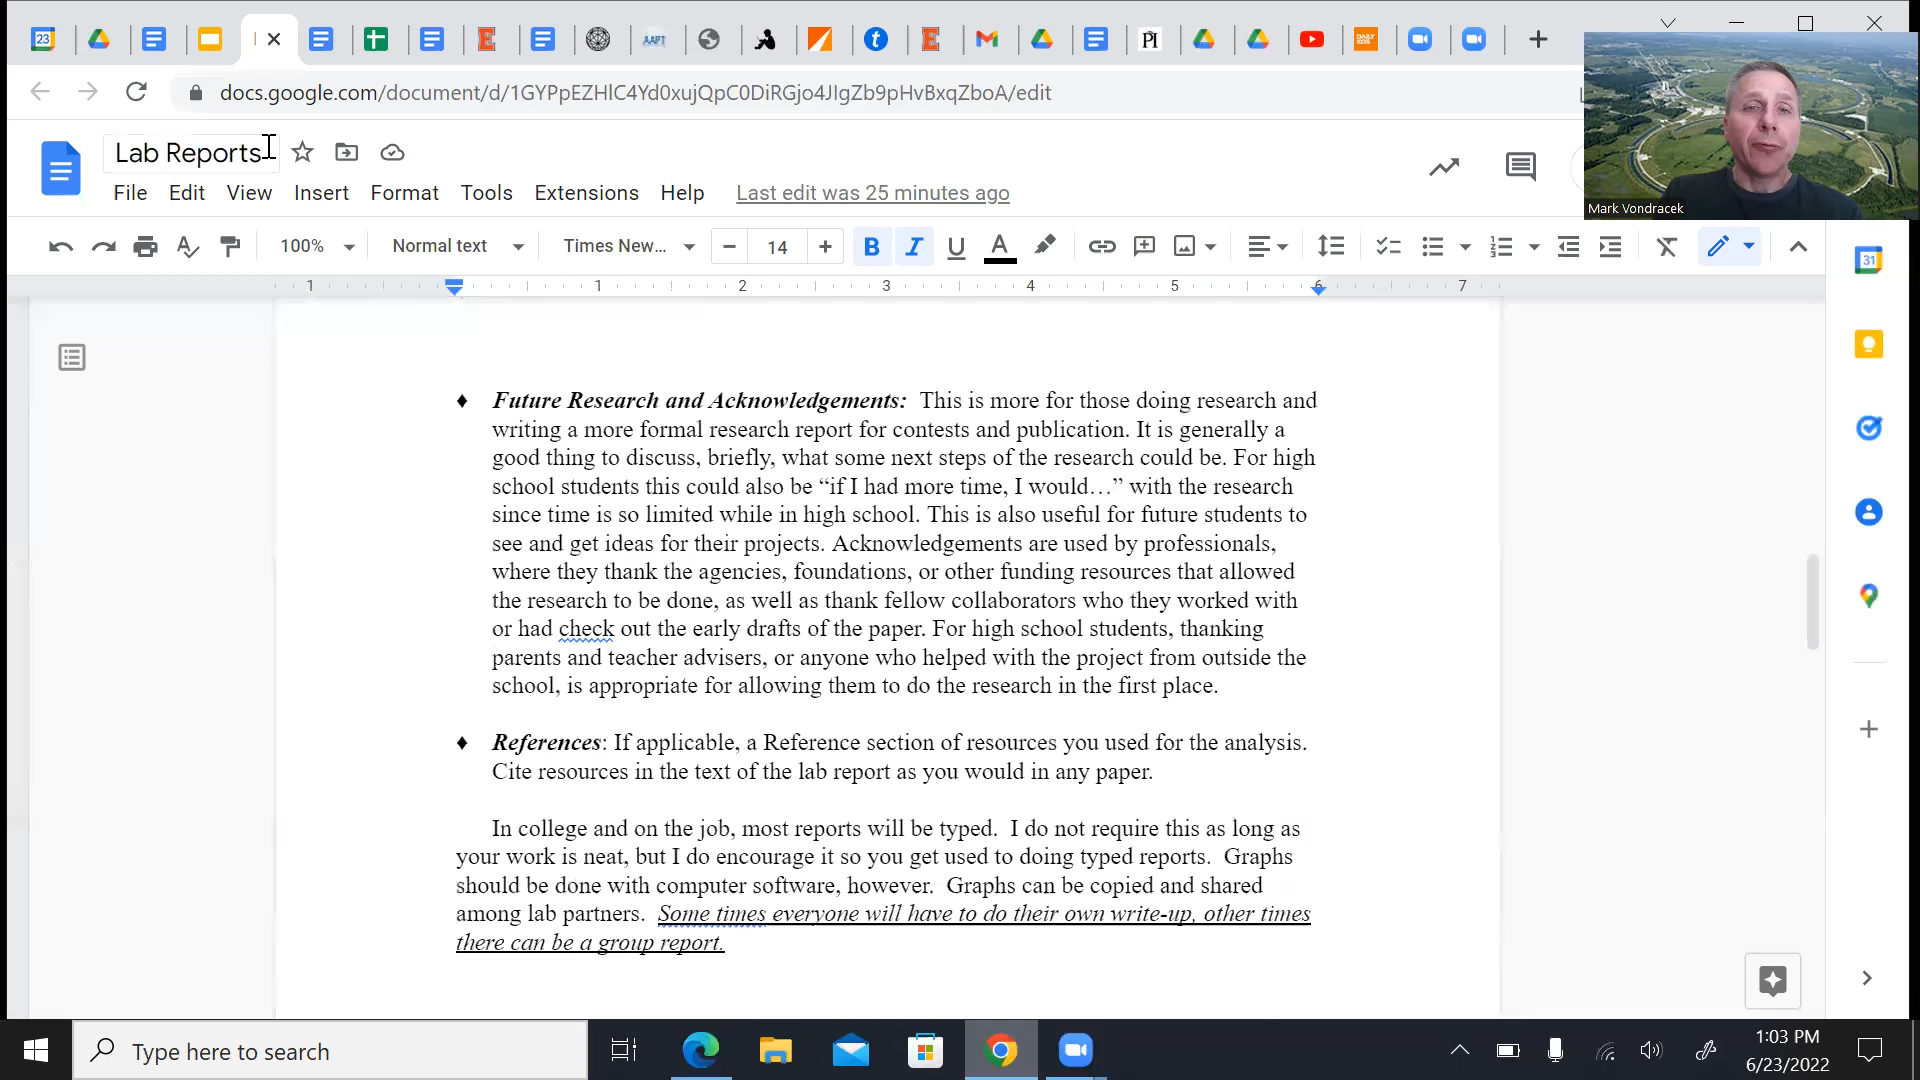 23
AAPT
PI
DAILY KOS
docs.google.com/document/d/1GYPpEZHlC4Yd0xujQpC0DiRGjo4JIgZb9pHvBxqZboA/edit
Lab Reports
File Edit View Insert Format Tools Extensions Help Last edit was 25 minutes ago
Mark Vondracek
100% Normal text Times New... 14 B I U A
31
1 1 2 3 4 5 6 7
♦ Future Research and Acknowledgements: This is more for those doing research and
writing a more formal research report for contests and publication. It is generally a
good thing to discuss, briefly, what some next steps of the research could be. For high
school students this could also be “if I had more time, I would…” with the research
since time is so limited while in high school. This is also useful for future students to
see and get ideas for their projects. Acknowledgements are used by professionals,
where they thank the agencies, foundations, or other funding resources that allowed
the research to be done, as well as thank fellow collaborators who they worked with
or had check out the early drafts of the paper. For high school students, thanking
parents and teacher advisers, or anyone who helped with the project from outside the
school, is appropriate for allowing them to do the research in the first place.
♦ References: If applicable, a Reference section of resources you used for the analysis.
Cite resources in the text of the lab report as you would in any paper.
In college and on the job, most reports will be typed. I do not require this as long as
your work is neat, but I do encourage it so you get used to doing typed reports. Graphs
should be done with computer software, however. Graphs can be copied and shared
among lab partners. Some times everyone will have to do their own write-up, other times
there can be a group report.
Type here to search
1:03 PM
6/23/2022